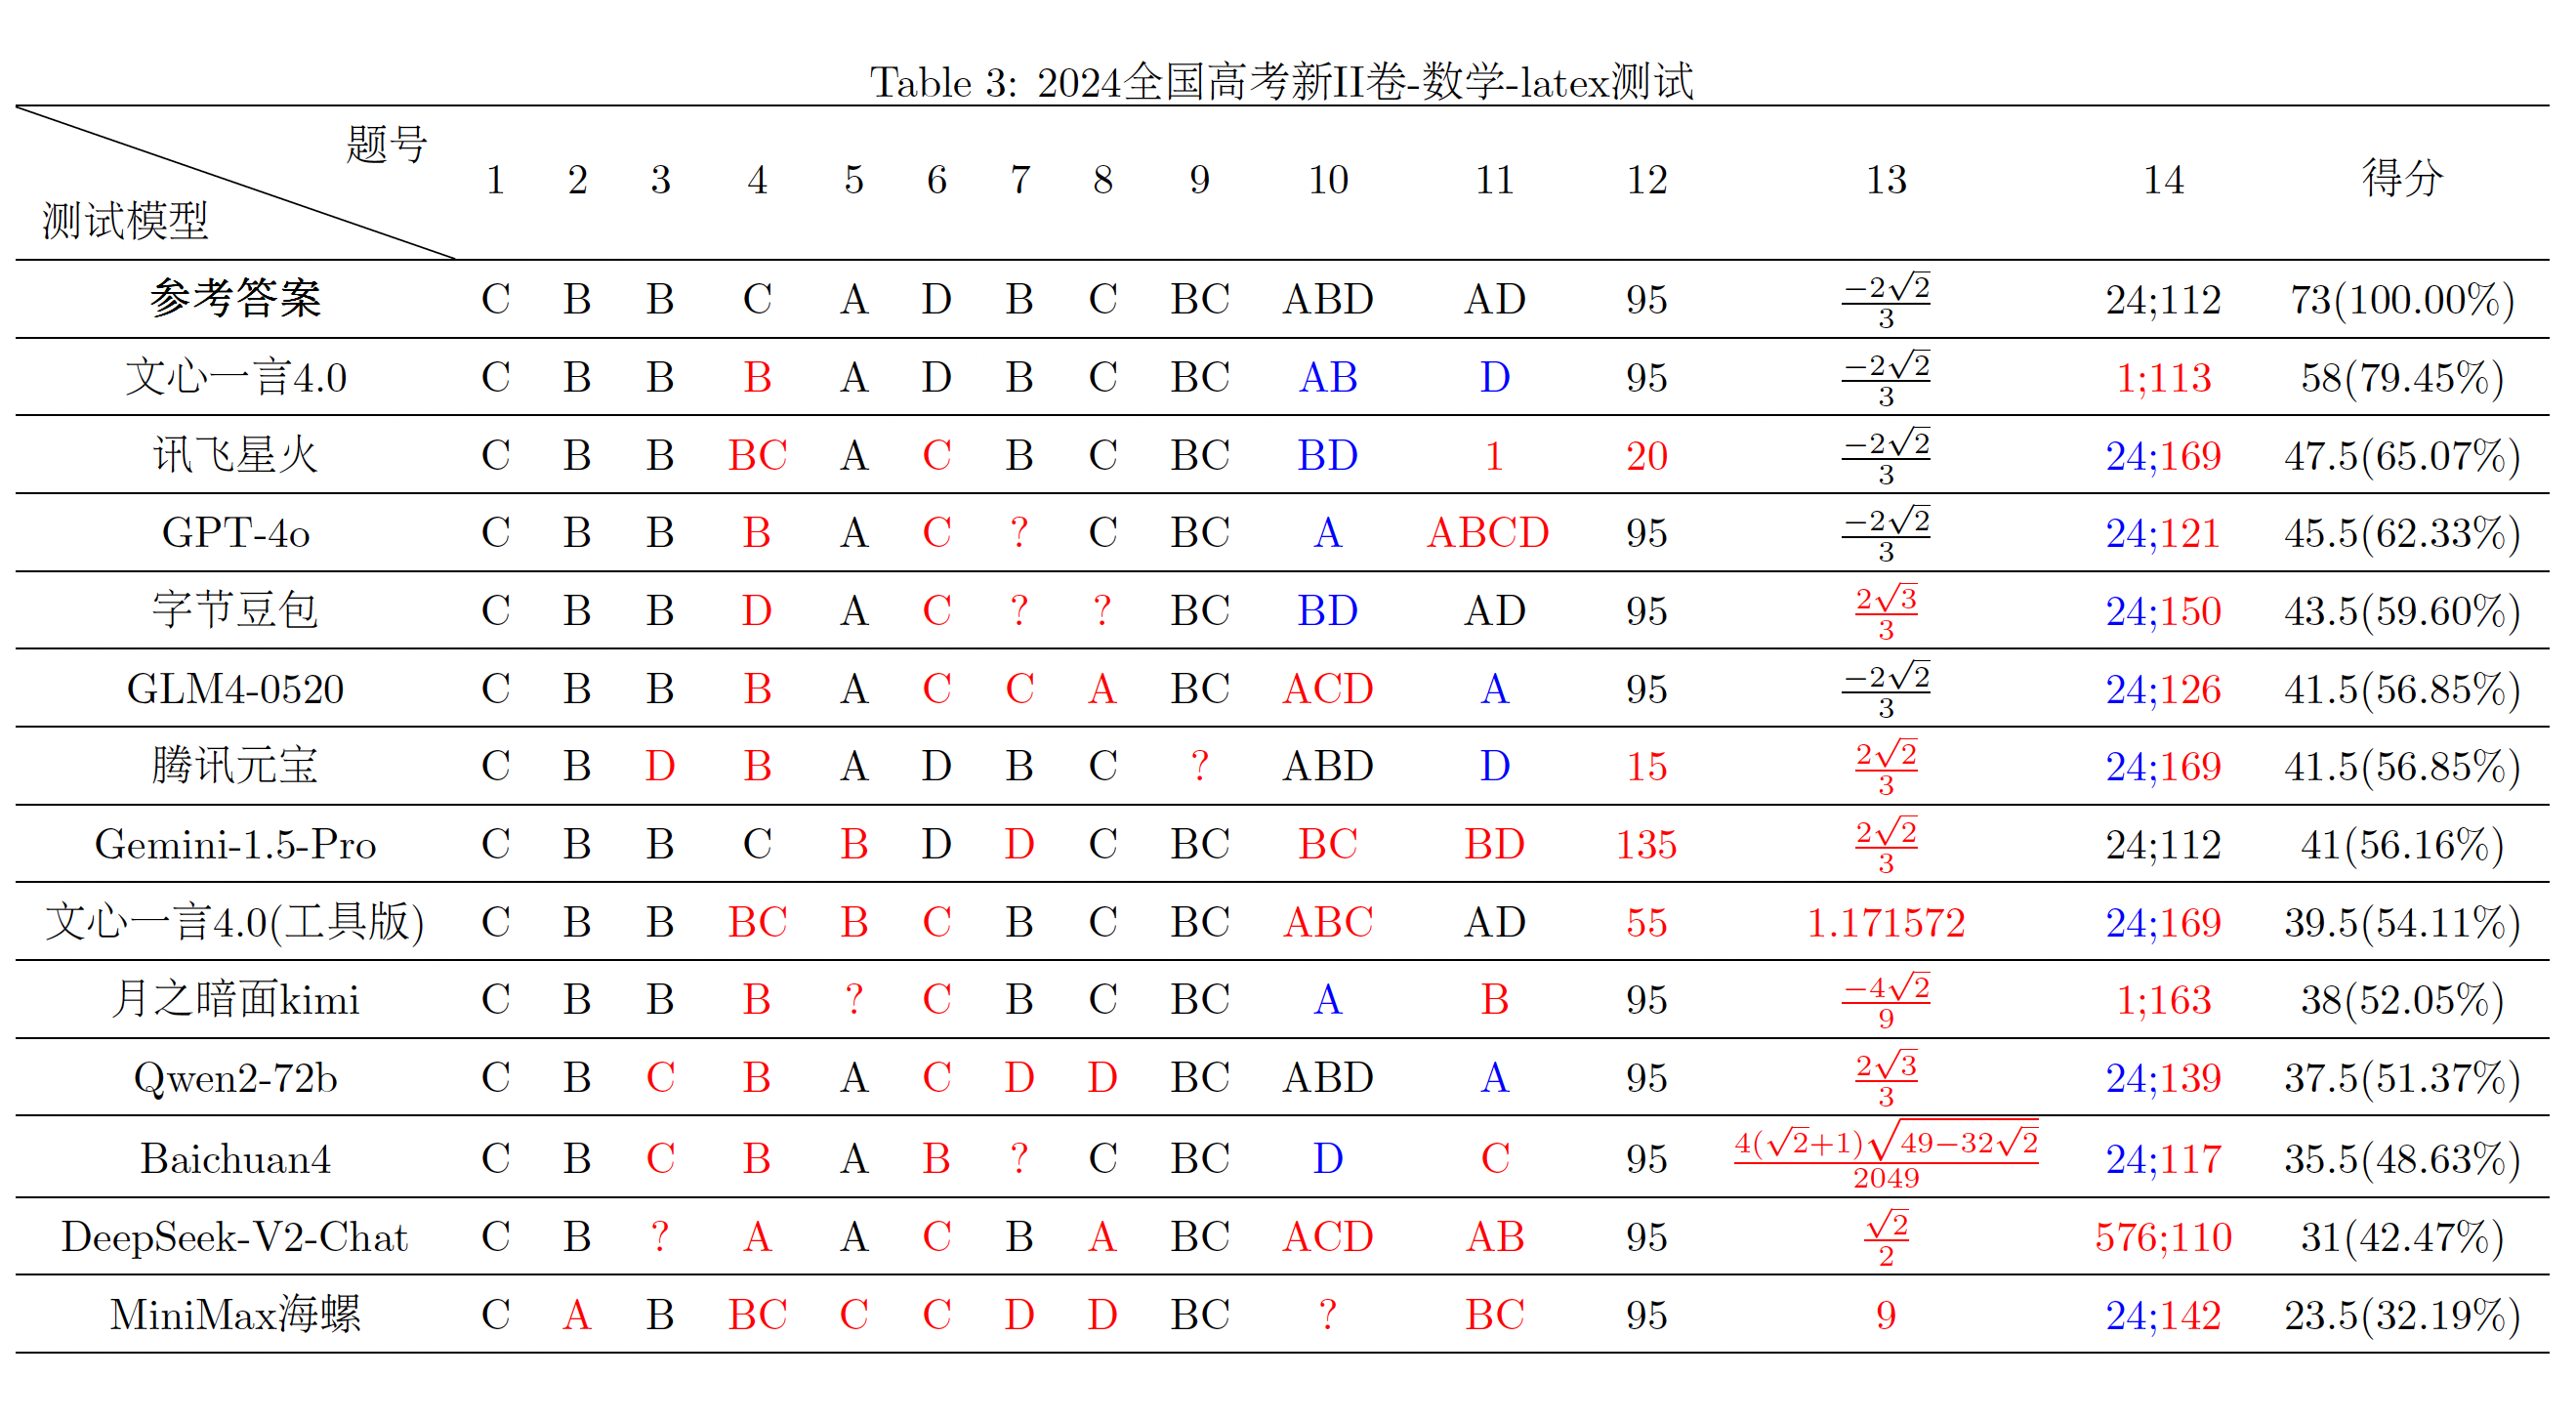 Table 3: 2024全国高考新II卷-数学-latex测试
题号 测试模型 1 2 3 4 5 6 7 8 9 10 11 12 13 14 得分
参考答案 C B B C A D B C BC ABD AD 95 \frac{-2\sqrt{2}}{3} 24;112 73(100.00%)
文心一言4.0 C B B B A D B C BC AB D 95 \frac{-2\sqrt{2}}{3} 1;113 58(79.45%)
讯飞星火 C B B BC A C B C BC BD 1 20 \frac{-2\sqrt{2}}{3} 24;169 47.5(65.07%)
GPT-4o C B B B A C ? C BC A ABCD 95 \frac{-2\sqrt{2}}{3} 24;121 45.5(62.33%)
字节豆包 C B B D A C ? ? BC BD AD 95 \frac{2\sqrt{3}}{3} 24;150 43.5(59.60%)
GLM4-0520 C B B B A C C A BC ACD A 95 \frac{-2\sqrt{2}}{3} 24;126 41.5(56.85%)
腾讯元宝 C B D B A D B C ? ABD D 15 \frac{2\sqrt{2}}{3} 24;169 41.5(56.85%)
Gemini-1.5-Pro C B B C B D D C BC BC BD 135 \frac{2\sqrt{2}}{3} 24;112 41(56.16%)
文心一言4.0(工具版) C B B BC B C B C BC ABC AD 55 1.171572 24;169 39.5(54.11%)
月之暗面kimi C B B B ? C B C BC A B 95 \frac{-4\sqrt{2}}{9} 1;163 38(52.05%)
Qwen2-72b C B C B A C D D BC ABD A 95 \frac{2\sqrt{3}}{3} 24;139 37.5(51.37%)
Baichuan4 C B C B A B ? C BC D C 95 \frac{4(\sqrt{2}+1)\sqrt{49-32\sqrt{2}}}{2049} 24;117 35.5(48.63%)
DeepSeek-V2-Chat C B ? A A C B A BC ACD AB 95 \frac{\sqrt{2}}{2} 576;110 31(42.47%)
MiniMax海螺 C A B BC C C D D BC ? BC 95 9 24;142 23.5(32.19%)